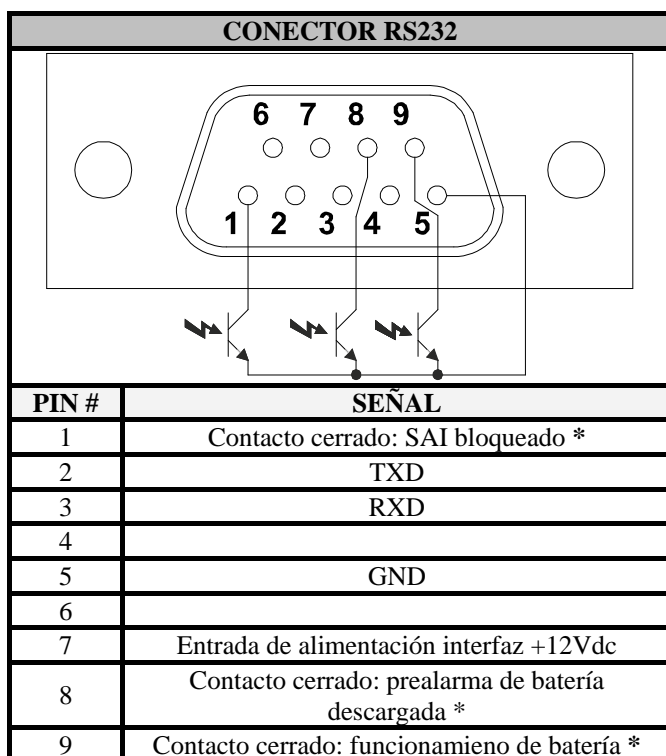 CONECTOR RS232
6 7 8 9
1 2 3 4 5
PIN # SEÑAL
1 Contacto cerrado: SAI bloqueado *
2 TXD
3 RXD
4
5 GND
6
7 Entrada de alimentación interfaz +12Vdc
8 Contacto cerrado: prealarma de batería
descargada *
9 Contacto cerrado: funcionamieno de batería *